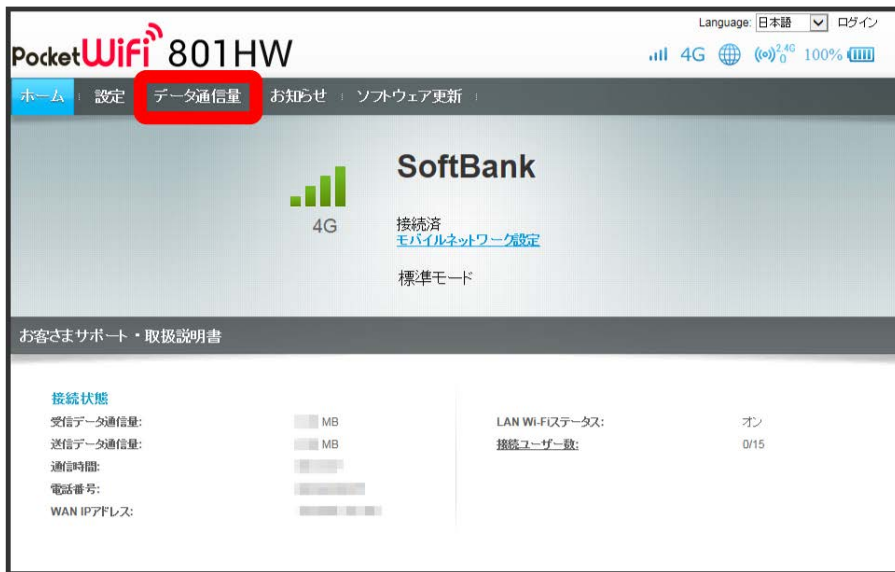 Language: 日本語 ログイン
Pocket WiFi 801HW
4G 2.4G 0 100%
ホーム 設定 データ通信量 お知らせ ソフトウェア更新
SoftBank
4G
接続済
モバイルネットワーク設定
標準モード
お客さまサポート・取扱説明書
接続状態
受信データ通信量: MB
LAN Wi-Fiステータス: オン
送信データ通信量: MB
接続ユーザー数: 0/15
通信時間:
電話番号:
WAN IPアドレス: